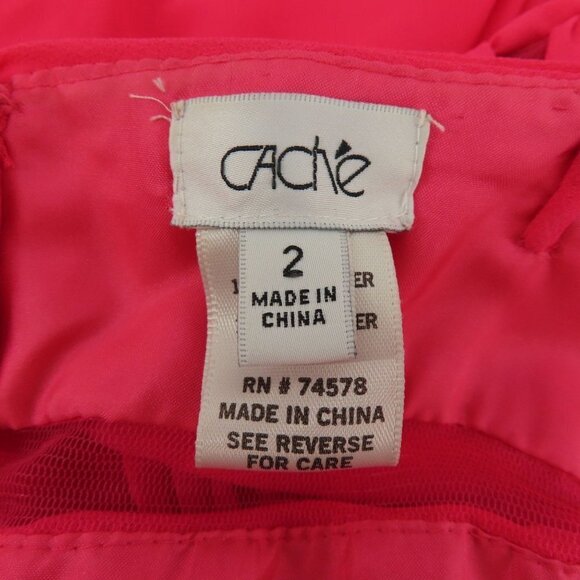 CACHé
2
MADE IN
CHINA
RN # 74578
MADE IN CHINA
SEE REVERSE
FOR CARE